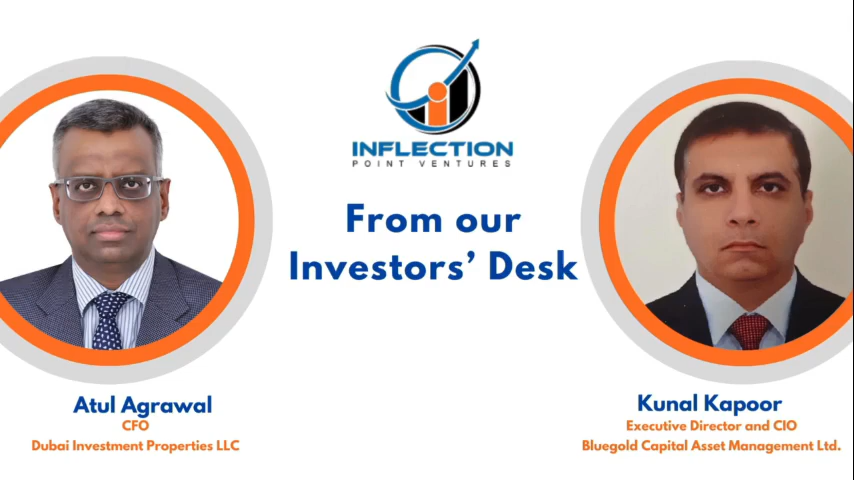 INFLECTION
POINT VENTURES
From our
Investors’ Desk
Atul Agrawal
CFO
Dubai Investment Properties LLC
Kunal Kapoor
Executive Director and CIO
Bluegold Capital Asset Management Ltd.